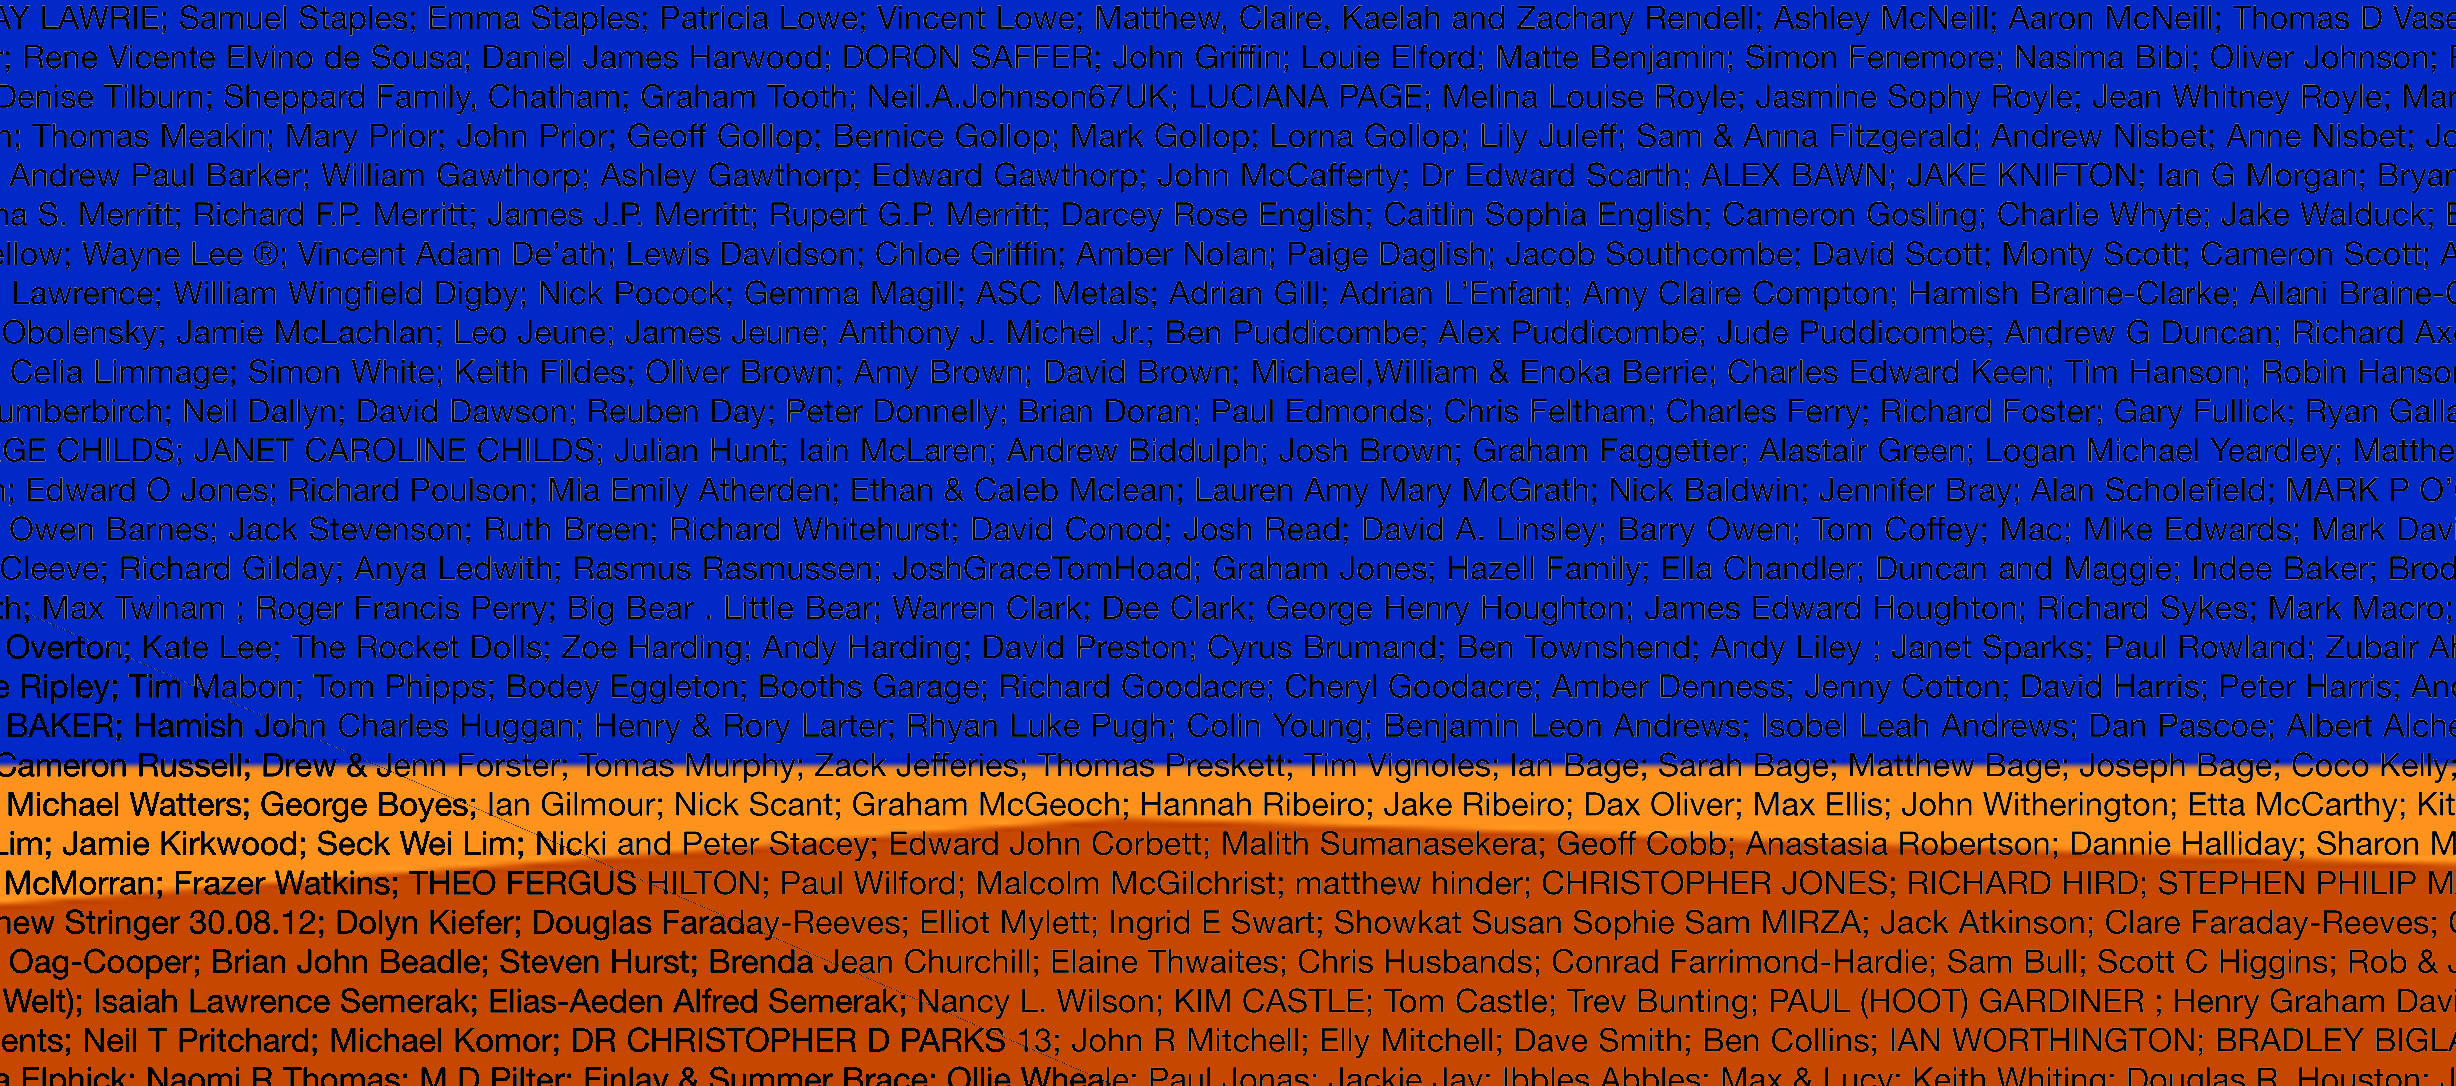 AY LAWRIE; Samuel Staples; Emma Staples; Patricia Lowe; Vincent Lowe; Matthew, Claire, Kaelah and Zachary Rendell; Ashley McNeill; Aaron McNeill; Thomas D Vase
; Rene Vicente Elvino de Sousa; Daniel James Harwood; DORON SAFFER; John Griffin; Louie Elford; Matte Benjamin; Simon Fenemore; Nasima Bibi; Oliver Johnson;
Denise Tilburn; Sheppard Family, Chatham; Graham Tooth; Neil.A.Johnson67UK; LUCIANA PAGE; Melina Louise Royle; Jasmine Sophy Royle; Jean Whitney Royle; Mar
n; Thomas Meakin; Mary Prior; John Prior; Geoff Gollop; Bernice Gollop; Mark Gollop; Lorna Gollop; Lily Juleff; Sam & Anna Fitzgerald; Andrew Nisbet; Anne Nisbet; Jo
Andrew Paul Barker; William Gawthorp; Ashley Gawthorp; Edward Gawthorp; John McCafferty; Dr Edward Scarth; ALEX BAWN; JAKE KNIFTON; Ian G Morgan; Bryan
na S. Merritt; Richard F.P. Merritt; James J.P. Merritt; Rupert G.P. Merritt; Darcey Rose English; Caitlin Sophia English; Cameron Gosling; Charlie Whyte; Jake Walduck;
ellow; Wayne Lee ®; Vincent Adam De'ath; Lewis Davidson; Chloe Griffin; Amber Nolan; Paige Daglish; Jacob Southcombe; David Scott; Monty Scott; Cameron Scott; A
Lawrence; William Wingfield Digby; Nick Pocock; Gemma Magill; ASC Metals; Adrian Gill; Adrian L'Enfant; Amy Claire Compton; Hamish Braine-Clarke; Ailani Braine-C
Obolensky; Jamie McLachlan; Leo Jeune; James Jeune; Anthony J. Michel Jr.; Ben Puddicombe; Alex Puddicombe; Jude Puddicombe; Andrew G Duncan; Richard Axe
Celia Limmage; Simon White; Keith Fildes; Oliver Brown; Amy Brown; David Brown; Michael,William & Enoka Berrie; Charles Edward Keen; Tim Hanson; Robin Hanson
umberbirch; Neil Dallyn; David Dawson; Reuben Day; Peter Donnelly; Brian Doran; Paul Edmonds; Chris Feltham; Charles Ferry; Richard Foster; Gary Fullick; Ryan Galla
GE CHILDS; JANET CAROLINE CHILDS; Julian Hunt; Iain McLaren; Andrew Biddulph; Josh Brown; Graham Faggetter; Alastair Green; Logan Michael Yeardley; Matthe
n; Edward O Jones; Richard Poulson; Mia Emily Atherden; Ethan & Caleb Mclean; Lauren Amy Mary McGrath; Nick Baldwin; Jennifer Bray; Alan Scholefield; MARK P O'
Owen Barnes; Jack Stevenson; Ruth Breen; Richard Whitehurst; David Conod; Josh Read; David A. Linsley; Barry Owen; Tom Coffey; Mac; Mike Edwards; Mark Davi
Cleeve; Richard Gilday; Anya Ledwith; Rasmus Rasmussen; JoshGraceTomHoad; Graham Jones; Hazell Family; Ella Chandler; Duncan and Maggie; Indee Baker; Brod
th; Max Twinam ; Roger Francis Perry; Big Bear . Little Bear; Warren Clark; Dee Clark; George Henry Houghton; James Edward Houghton; Richard Sykes; Mark Macro;
Overton; Kate Lee; The Rocket Dolls; Zoe Harding; Andy Harding; David Preston; Cyrus Brumand; Ben Townshend; Andy Liley ; Janet Sparks; Paul Rowland; Zubair Ah
e Ripley; Tim Mabon; Tom Phipps; Bodey Eggleton; Booths Garage; Richard Goodacre; Cheryl Goodacre; Amber Denness; Jenny Cotton; David Harris; Peter Harris; And
BAKER; Hamish John Charles Huggan; Henry & Rory Larter; Rhyan Luke Pugh; Colin Young; Benjamin Leon Andrews; Isobel Leah Andrews; Dan Pascoe; Albert Alche
Cameron Russell; Drew & Jenn Forster; Tomas Murphy; Zack Jefferies; Thomas Preskett; Tim Vignoles; Ian Bage; Sarah Bage; Matthew Bage; Joseph Bage; Coco Kelly;
Michael Watters; George Boyes; Ian Gilmour; Nick Scant; Graham McGeoch; Hannah Ribeiro; Jake Ribeiro; Dax Oliver; Max Ellis; John Witherington; Etta McCarthy; Kit
Lim; Jamie Kirkwood; Seck Wei Lim; Nicki and Peter Stacey; Edward John Corbett; Malith Sumanasekera; Geoff Cobb; Anastasia Robertson; Dannie Halliday; Sharon M
McMorran; Frazer Watkins; THEO FERGUS HILTON; Paul Wilford; Malcolm McGilchrist; matthew hinder; CHRISTOPHER JONES; RICHARD HIRD; STEPHEN PHILIP M
hew Stringer 30.08.12; Dolyn Kiefer; Douglas Faraday-Reeves; Elliot Mylett; Ingrid E Swart; Showkat Susan Sophie Sam MIRZA; Jack Atkinson; Clare Faraday-Reeves;
Oag-Cooper; Brian John Beadle; Steven Hurst; Brenda Jean Churchill; Elaine Thwaites; Chris Husbands; Conrad Farrimond-Hardie; Sam Bull; Scott C Higgins; Rob & J
Welt); Isaiah Lawrence Semerak; Elias-Aeden Alfred Semerak; Nancy L. Wilson; KIM CASTLE; Tom Castle; Trev Bunting; PAUL (HOOT) GARDINER ; Henry Graham Davi
ents; Neil T Pritchard; Michael Komor; DR CHRISTOPHER D PARKS 13; John R Mitchell; Elly Mitchell; Dave Smith; Ben Collins; IAN WORTHINGTON; BRADLEY BIGLA
a Elphick; Naomi R Thomas; M D Pilter; Finlay & Summer Brace; Ollie Wheale; Paul Jonas; Jackie Jay; Ibbles Abbles; Max & Lucy; Keith Whiting; Douglas R. Houston;